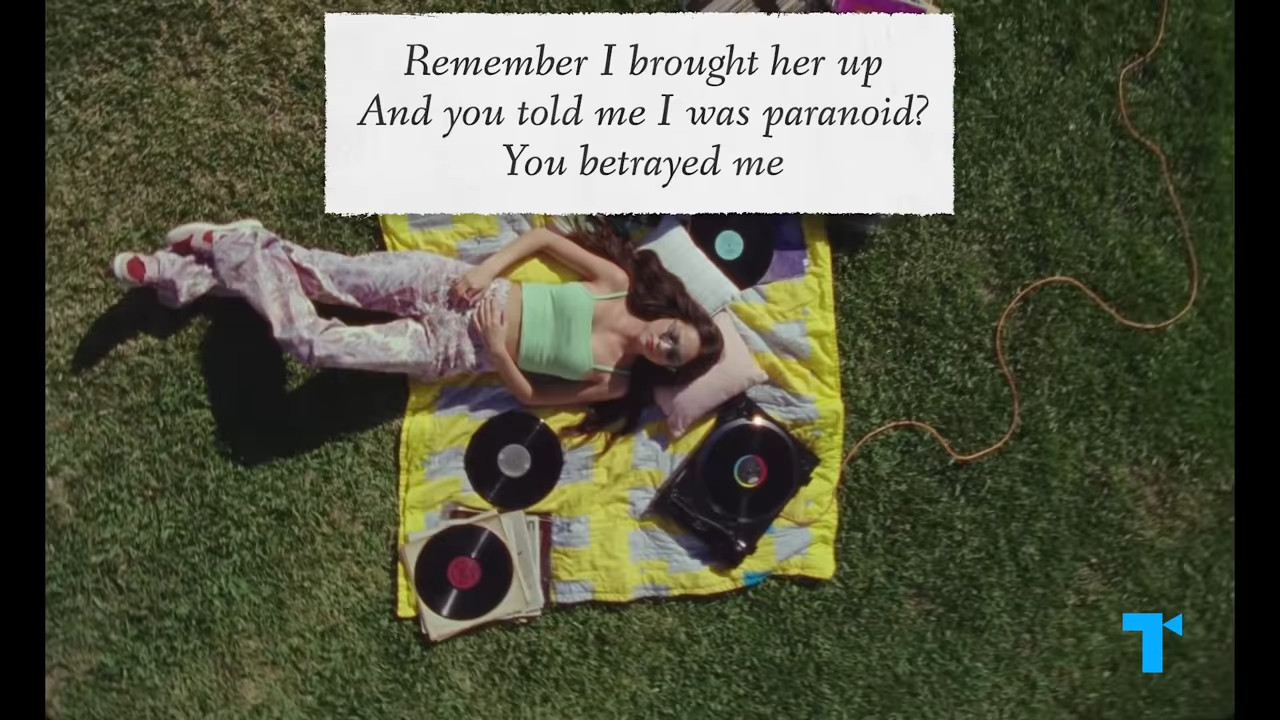 Remember I brought her up
And you told me I was paranoid?
You betrayed me